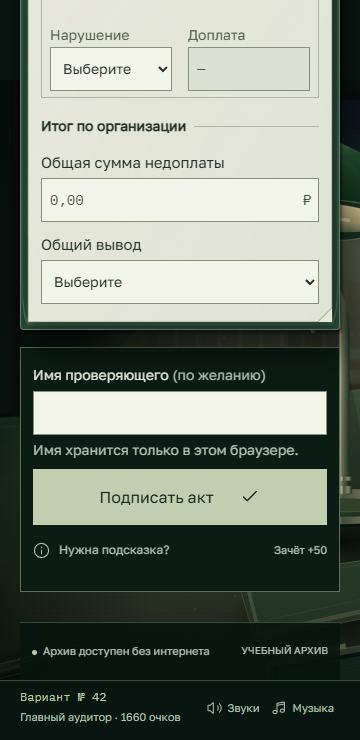 Нарушение Доплата
Выберите —
Итог по организации
Общая сумма недоплаты
0,00 ₽
Общий вывод
Выберите
Имя проверяющего (по желанию)
Имя хранится только в этом браузере.
Подписать акт
Нужна подсказка? Зачёт +50
Архив доступен без интернета УЧЕБНЫЙ АРХИВ
Вариант № 42
Главный аудитор · 1660 очков Звуки Музыка